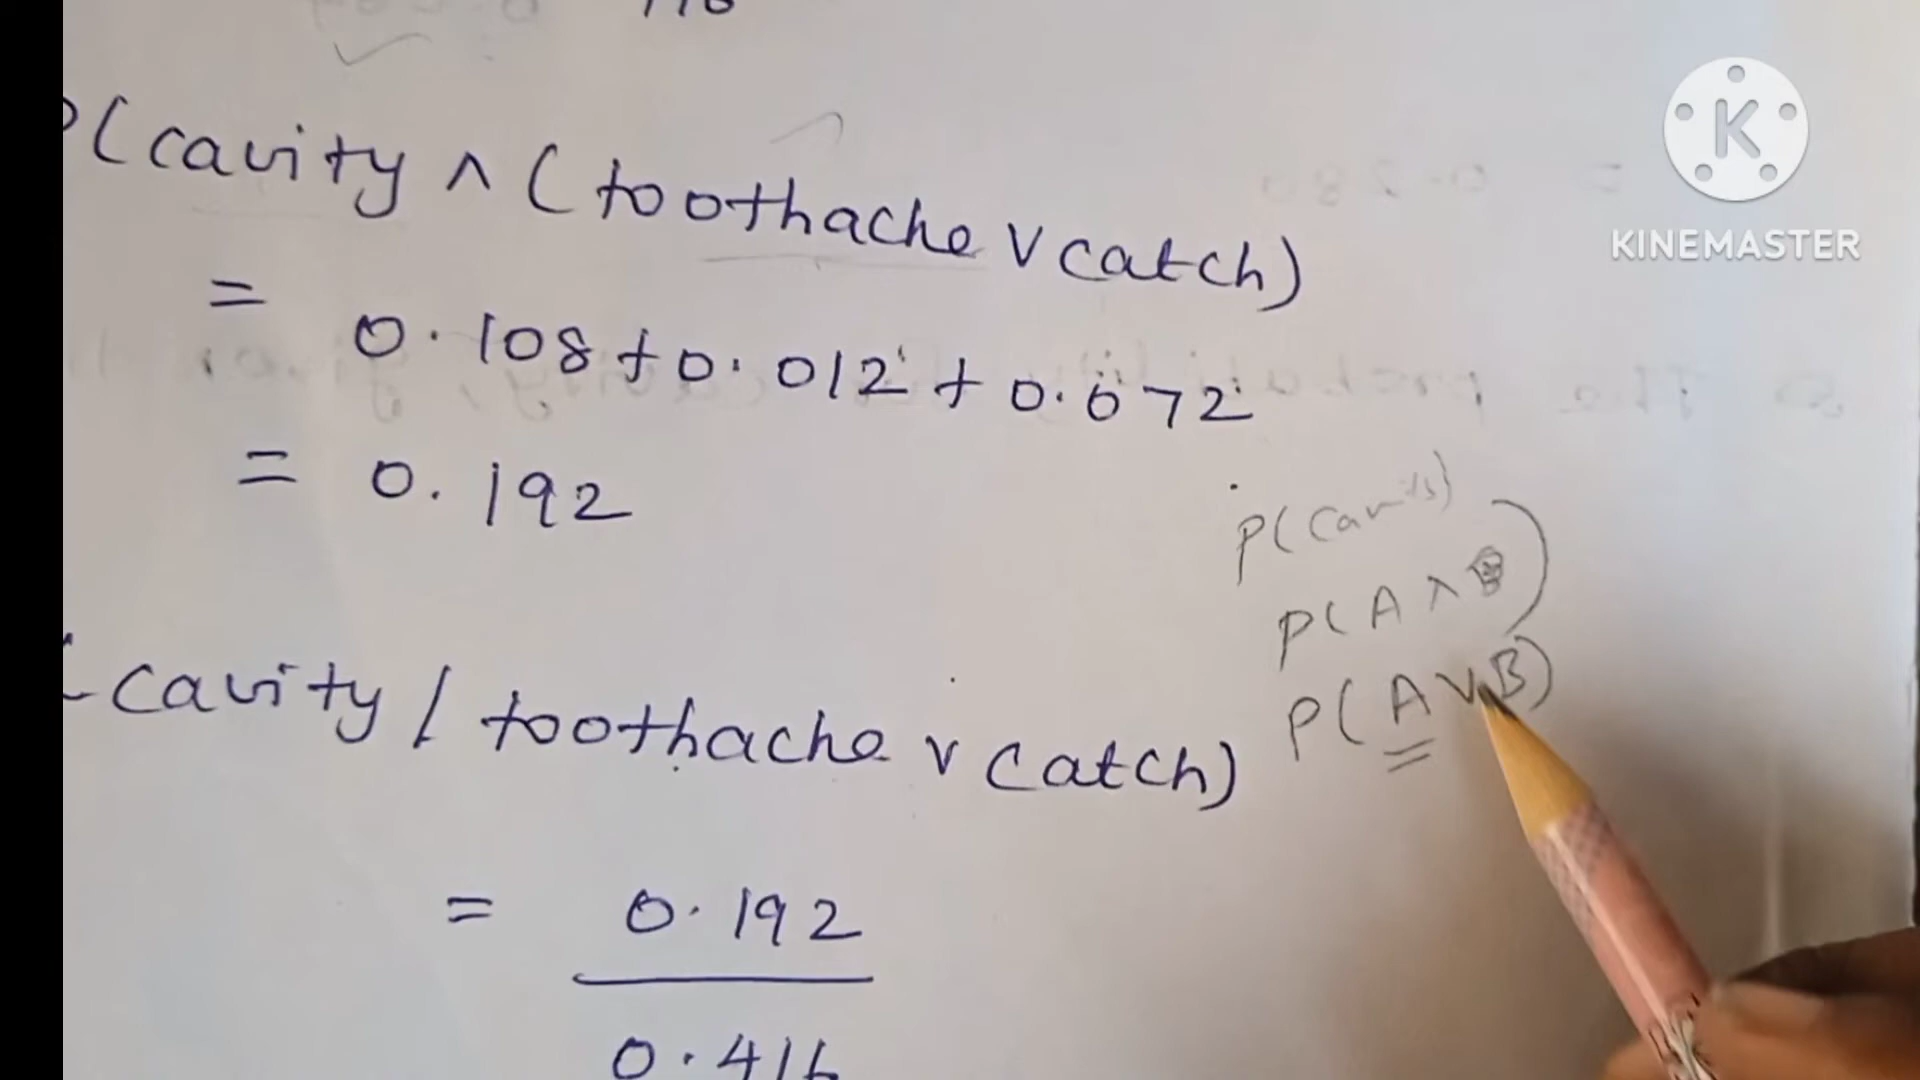 P(cavity ∧ (toothache ∨ catch)
= 0.108 + 0.012 + 0.072
= 0.192
cavity / toothache ∨ catch)
= 0.192
0.416
P(
P(A ∧ B
P(A ∨ B)
K
KINEMASTER